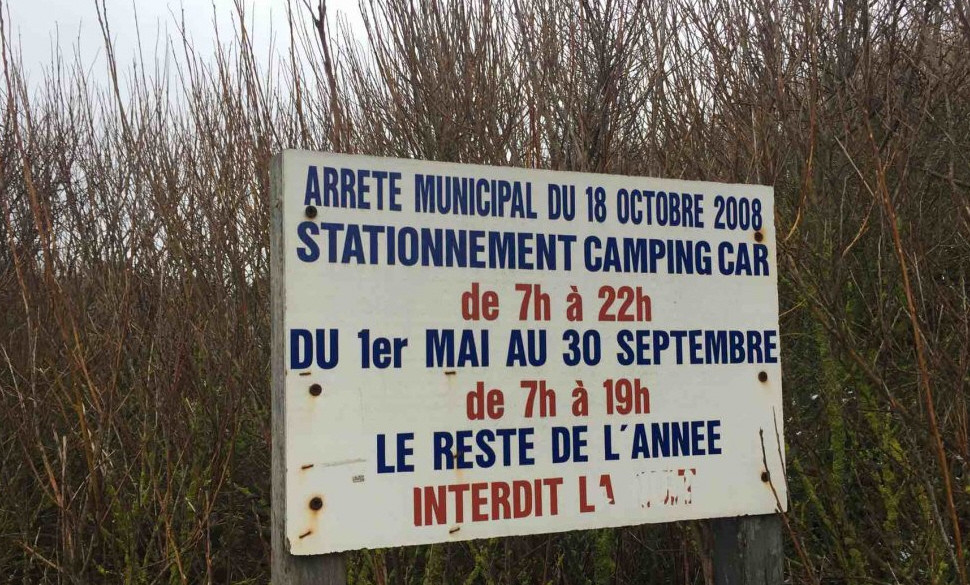 ARRETE MUNICIPAL DU 18 OCTOBRE 2008
STATIONNEMENT CAMPING CAR
de 7h à 22h
DU 1er MAI AU 30 SEPTEMBRE
de 7h à 19h
LE RESTE DE L'ANNEE
INTERDIT LA